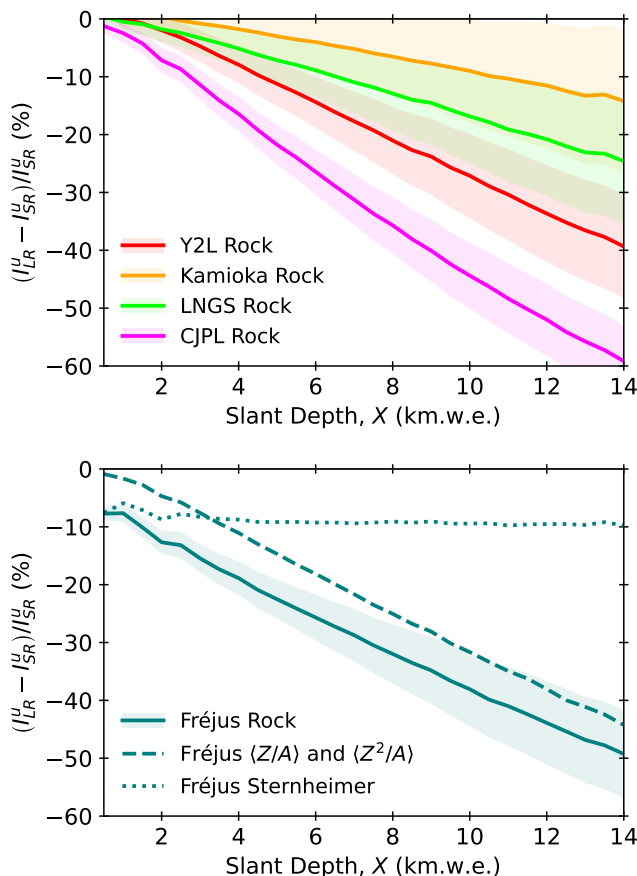 0
−10
−20
−30
−40
−50
−60
(I^u_LR − I^u_SR)/I^u_SR (%)
Y2L Rock
Kamioka Rock
LNGS Rock
CJPL Rock
2 4 6 8 10 12 14
Slant Depth, X (km.w.e.)
0
−10
−20
−30
−40
−50
−60
(I^u_LR − I^u_SR)/I^u_SR (%)
Fréjus Rock
Fréjus ⟨Z/A⟩ and ⟨Z²/A⟩
Fréjus Sternheimer
2 4 6 8 10 12 14
Slant Depth, X (km.w.e.)